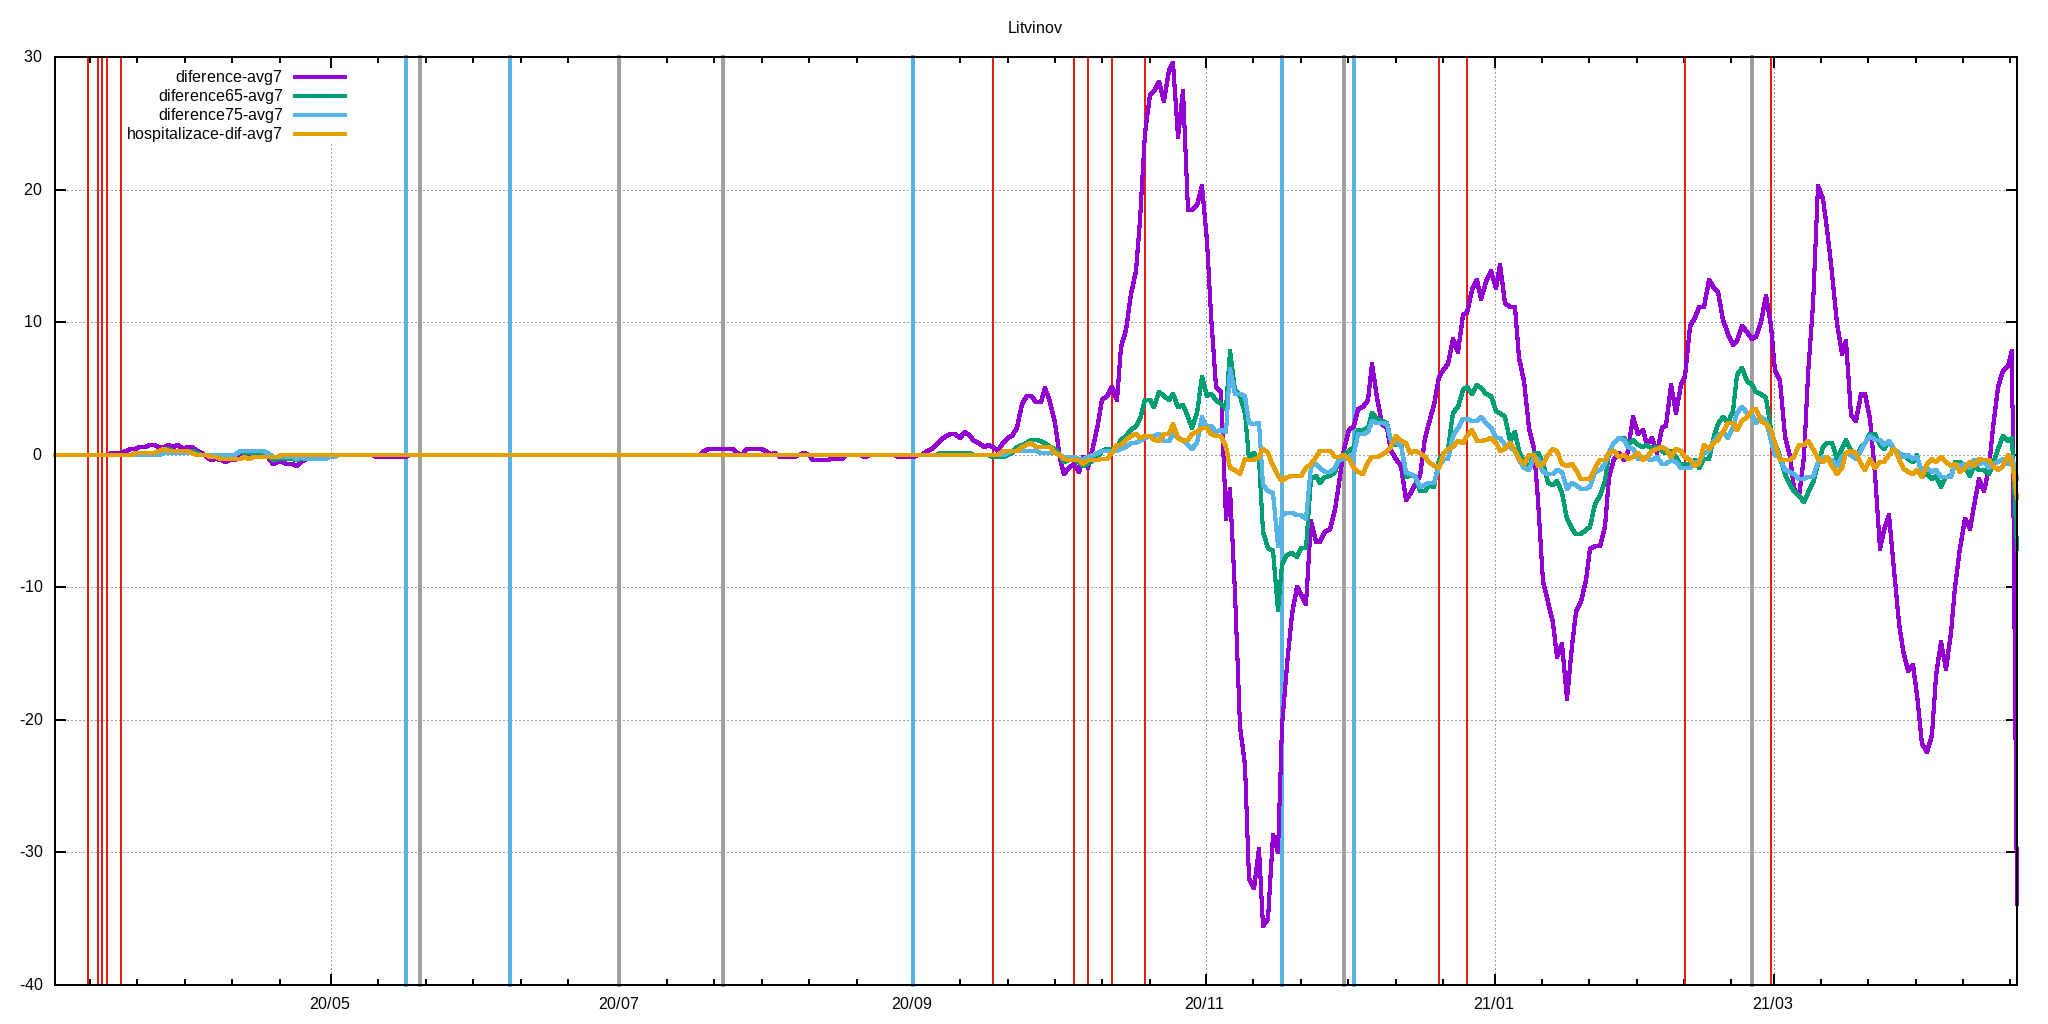 Litvinov
30
diference-avg7
diference65-avg7
diference75-avg7
hospitalizace-dif-avg7
20
10
0
-10
-20
-30
-40
20/05 20/07 20/09 20/11 21/01 21/03